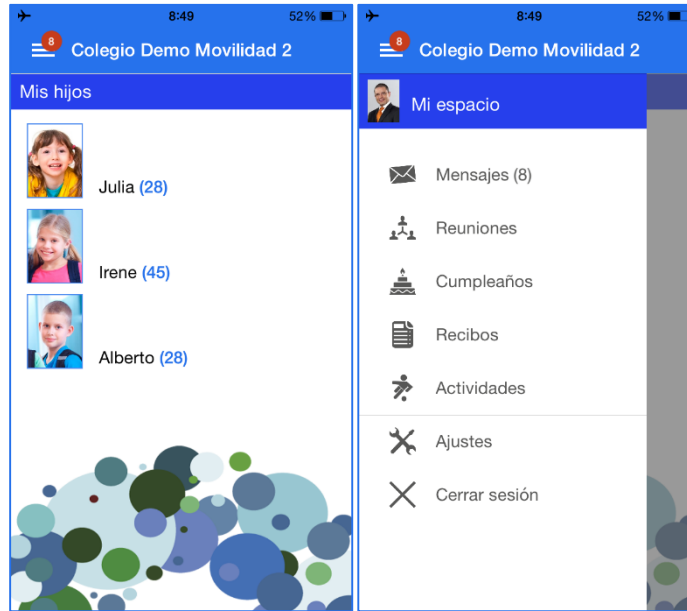 8:49
52%
8
Colegio Demo Movilidad 2
Mis hijos
Julia (28)
Irene (45)
Alberto (28)
8:49
52%
8
Colegio Demo Movilidad 2
Mi espacio
Mensajes (8)
Reuniones
Cumpleaños
Recibos
Actividades
Ajustes
Cerrar sesión